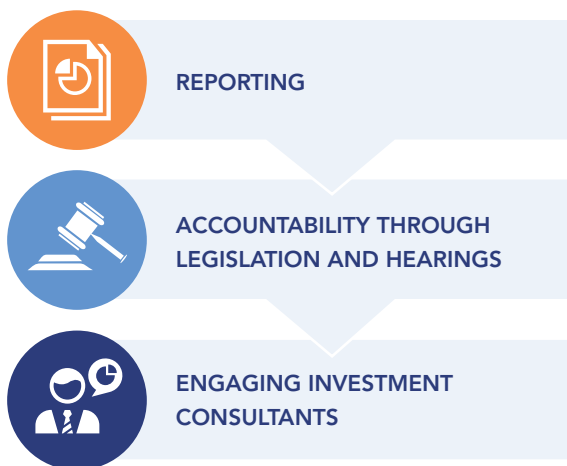 REPORTING
ACCOUNTABILITY THROUGH
LEGISLATION AND HEARINGS
ENGAGING INVESTMENT
CONSULTANTS